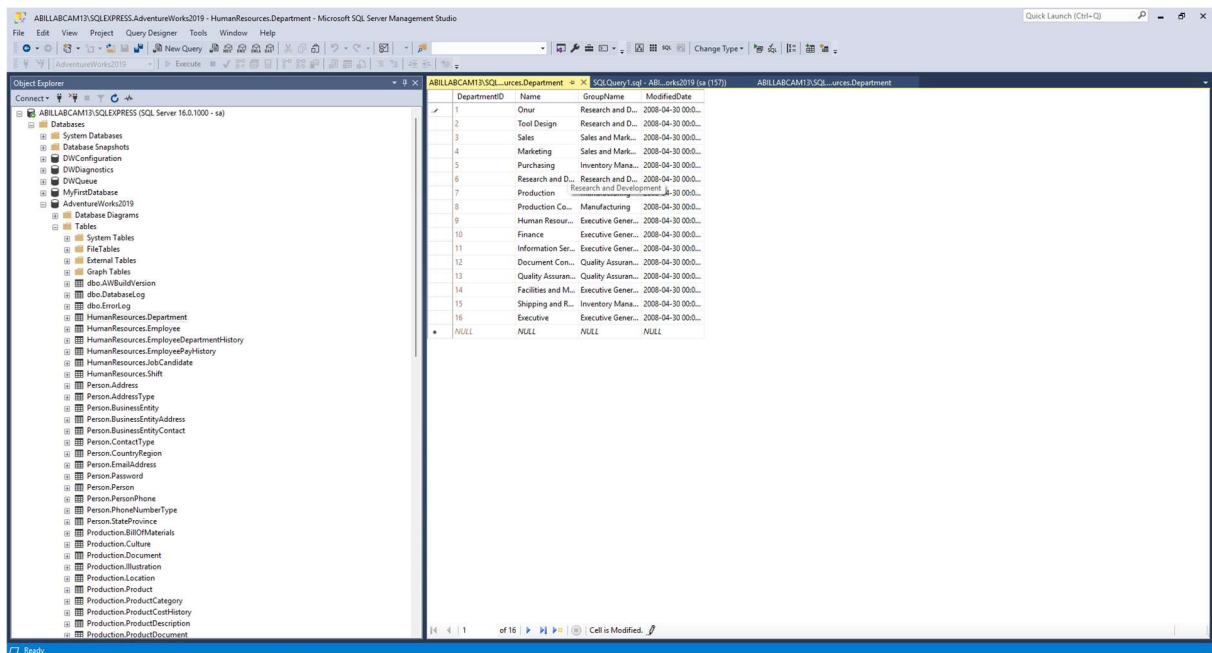 ABILLABCAM13\SQLEXPRESS.AdventureWorks2019 - HumanResources.Department - Microsoft SQL Server Management Studio
Quick Launch (Ctrl+Q)
File Edit View Project Query Designer Tools Window Help
New Query
Change Type
AdventureWorks2019
Execute
Object Explorer
Connect
ABILLABCAM13\SQLEXPRESS (SQL Server 16.0.1000 - sa)
Databases
System Databases
Database Snapshots
DWConfiguration
DWDiagnostics
DWQueue
MyFirstDatabase
AdventureWorks2019
Database Diagrams
Tables
System Tables
FileTables
External Tables
Graph Tables
dbo.AWBuildVersion
dbo.DatabaseLog
dbo.ErrorLog
HumanResources.Department
HumanResources.Employee
HumanResources.EmployeeDepartmentHistory
HumanResources.EmployeePayHistory
HumanResources.JobCandidate
HumanResources.Shift
Person.Address
Person.AddressType
Person.BusinessEntity
Person.BusinessEntityAddress
Person.BusinessEntityContact
Person.ContactType
Person.CountryRegion
Person.EmailAddress
Person.Password
Person.Person
Person.PersonPhone
Person.PhoneNumberType
Person.StateProvince
Production.BillOfMaterials
Production.Culture
Production.Document
Production.Illustration
Production.Location
Production.Product
Production.ProductCategory
Production.ProductCostHistory
Production.ProductDescription
Production.ProductDocument
ABILLABCAM13\SQL...urces.Department SQLQuery1.sql - ABI...orks2019 (sa (157)) ABILLABCAM13\SQL...urces.Department
DepartmentID Name GroupName ModifiedDate
1 Onur Research and D... 2008-04-30 00:0...
2 Tool Design Research and D... 2008-04-30 00:0...
3 Sales Sales and Mark... 2008-04-30 00:0...
4 Marketing Sales and Mark... 2008-04-30 00:0...
5 Purchasing Inventory Mana... 2008-04-30 00:0...
6 Research and D... Research and D... 2008-04-30 00:0...
Research and Development
7 Production 4-30 00:0...
8 Production Co... Manufacturing 2008-04-30 00:0...
9 Human Resour... Executive Gener... 2008-04-30 00:0...
10 Finance Executive Gener... 2008-04-30 00:0...
11 Information Ser... Executive Gener... 2008-04-30 00:0...
12 Document Con... Quality Assuran... 2008-04-30 00:0...
13 Quality Assuran... Quality Assuran... 2008-04-30 00:0...
14 Facilities and M... Executive Gener... 2008-04-30 00:0...
15 Shipping and R... Inventory Mana... 2008-04-30 00:0...
16 Executive Executive Gener... 2008-04-30 00:0...
NULL NULL NULL NULL
1 of 16 Cell is Modified.
Ready